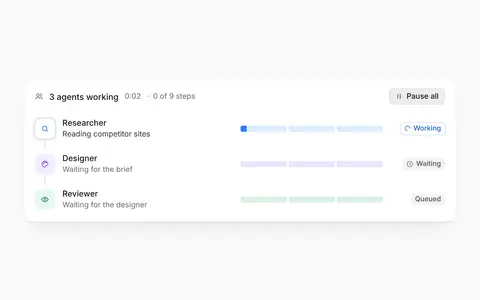 3 agents working 0:02 · 0 of 9 steps Pause all
Researcher
Reading competitor sites
Working
Designer
Waiting for the brief
Waiting
Reviewer
Waiting for the designer
Queued